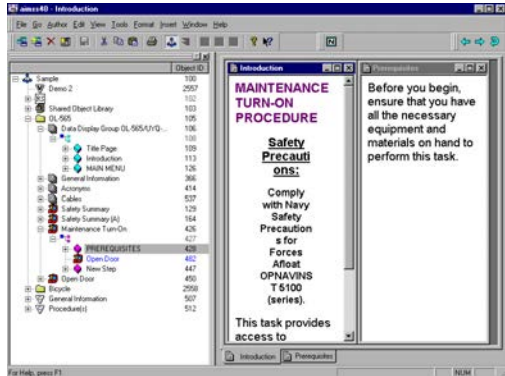 aimss40 - Introduction
File Go Author Edit View Tools Format Insert Window Help
Object ID
Sample 100
Demo 2 2557
102
Shared Object Library 103
OL-565 105
Data Display Group OL-565/UYQ-... 106
108
Title Page 109
Introduction 113
MAIN MENU 126
General Information 366
Acronyms 414
Cables 537
Safety Summary 129
Safety Summary (A) 164
Maintenance Turn-On 426
427
PREREQUISITES 428
Open Door 482
New Step 447
Open Door 450
Bicycle 2558
General Information 507
Procedure(s) 512
Introduction
MAINTENANCE
TURN-ON
PROCEDURE
Safety
Precauti
ons:
Comply
with Navy
Safety
Precaution
s for
Forces
Afloat
OPNAVINS
T 5100
(series).
This task provides
access to
Prerequisites
Before you begin,
ensure that you have
all the necessary
equipment and
materials on hand to
perform this task.
Introduction Prerequisites
For Help, press F1 NUM